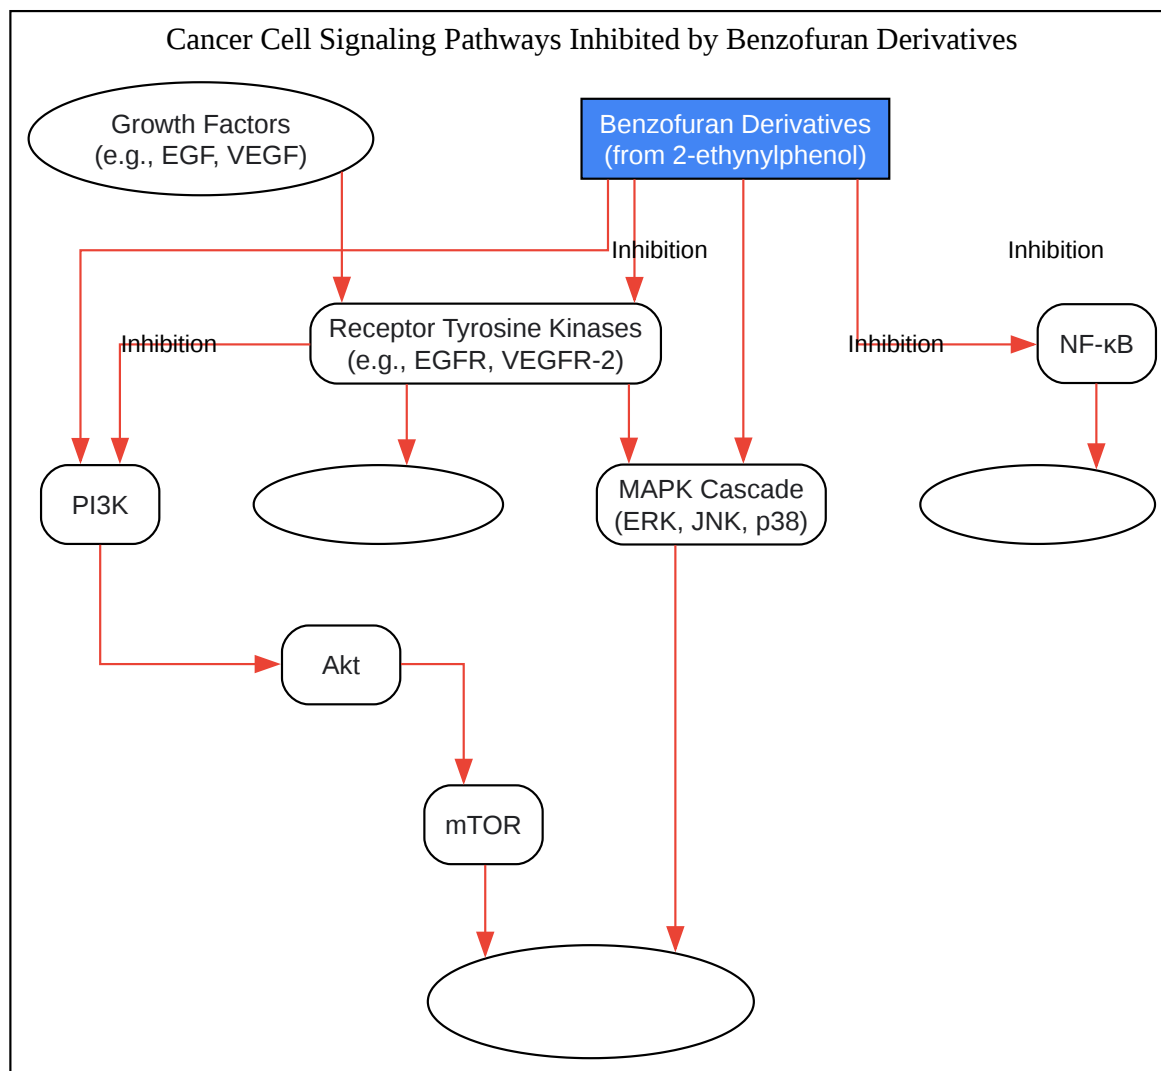 Cancer Cell Signaling Pathways Inhibited by Benzofuran Derivatives
Growth Factors
(e.g., EGF, VEGF)
Benzofuran Derivatives
(from 2-ethynylphenol)
Inhibition
Inhibition
Receptor Tyrosine Kinases
(e.g., EGFR, VEGFR-2)
Inhibition
Inhibition
NF-κB
PI3K
MAPK Cascade
(ERK, JNK, p38)
Akt
mTOR